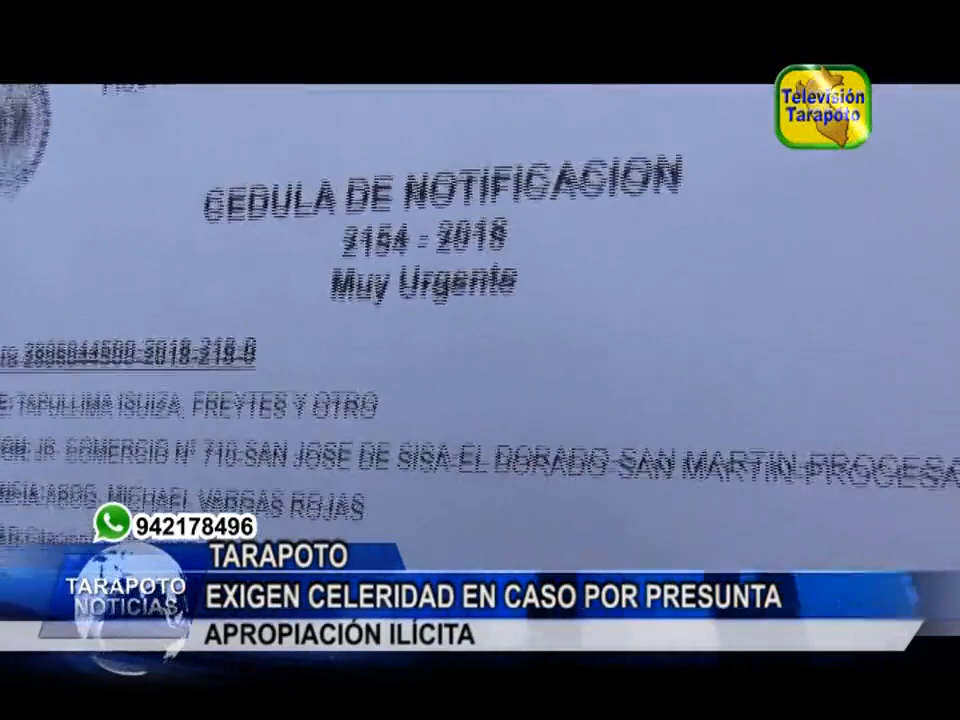 Televisión
Tarapoto
CEDULA DE NOTIFICACION
2154 - 2018
Muy Urgente
2018-218-0
TAPULLIMA ISUIZA, FREYTES Y OTRO
JR COMERCIO Nº 710-SAN JOSE DE SISA-EL DORADO SAN MARTIN-PROCESA
ABOG. MICHAEL VARGAS ROJAS
942178496
TARAPOTO
TARAPOTO
NOTICIAS
EXIGEN CELERIDAD EN CASO POR PRESUNTA
APROPIACIÓN ILÍCITA